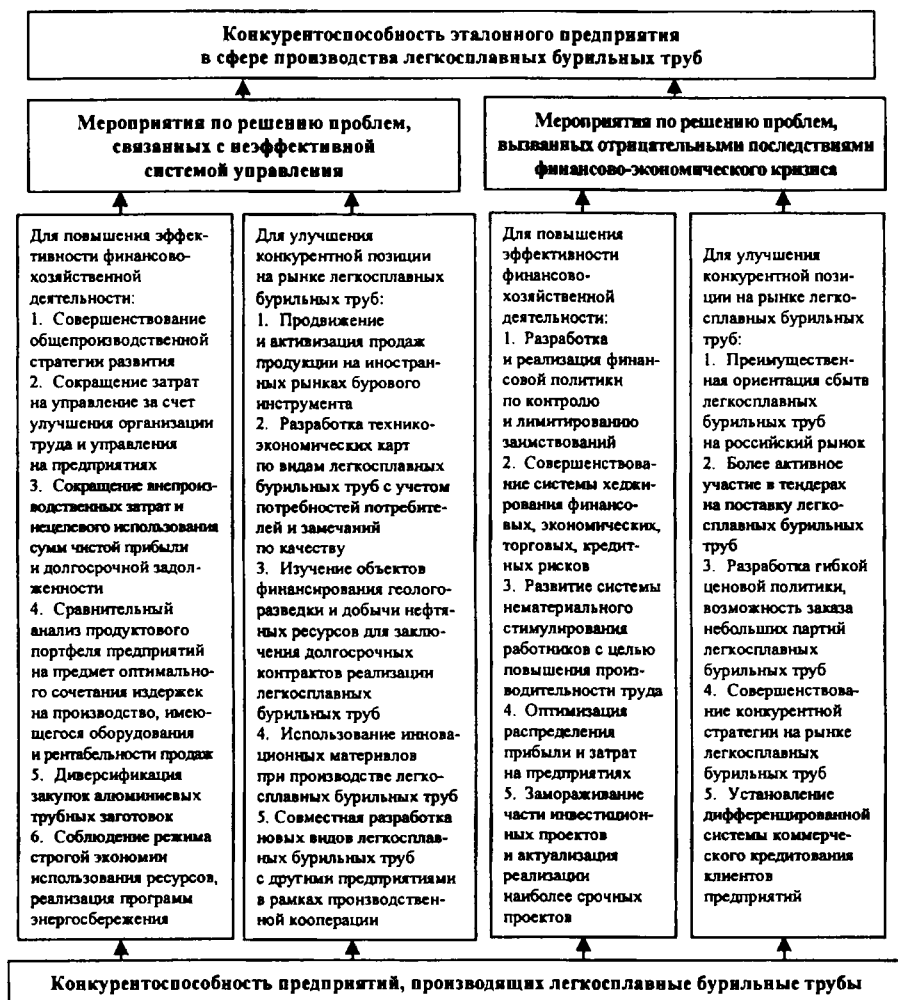 Конкурентоспособность эталонного предприятия
в сфере производства легкосплавных бурильных труб
Мероприятия по решению проблем,
связанных с неэффективной
системой управления
Мероприятия по решению проблем,
вызванных отрицательными последствиями
финансово-экономического кризиса
Для повышения эффек-
тивности финансово-
хозяйственной
деятельности:
1. Совершенствование
общепроизводственной
стратегии развития
2. Сокращение затрат
на управление за счет
улучшения организации
труда и управления
на предприятиях
3. Сокращение внепроиз-
водственных затрат и
нецелевого использования
сумм чистой прибыли
и долгосрочной задол-
женности
4. Сравнительный
анализ продуктового
портфеля предприятий
на предмет оптимально-
го сочетания издержек
на производство, имею-
щегося оборудования
и рентабельности продаж
5. Диверсификация
закупок алюминиевых
трубных заготовок
6. Соблюдение режима
строгой экономии
использования ресурсов,
реализация программ
энергосбережения
Для улучшения
конкурентной позиции
на рынке легкосплавных
бурильных труб:
1. Продвижение
и активизация продаж
продукции на иностран-
ных рынках бурового
инструмента
2. Разработка технико-
экономических карт
по видам легкосплавных
бурильных труб с учетом
потребностей потребите-
лей и замечаний
по качеству
3. Изучение объектов
финансирования геолого-
разведки и добычи нефтя-
ных ресурсов для заклю-
чения долгосрочных
контрактов реализации
легкосплавных
бурильных труб
4. Использование иннова-
ционных материалов
при производстве легко-
сплавных бурильных труб
5. Совместная разработка
новых видов легкосплав-
ных бурильных труб
с другими предприятиями
в рамках производствен-
ной кооперации
Для повышения
эффективности
финансово-
хозяйственной
деятельности:
1. Разработка
и реализация финан-
совой политики
по контролю
и лимитированию
заимствований
2. Совершенствова-
ние системы хеджи-
рования финансо-
вых, экономических,
торговых, кредит-
ных рисков
3. Развитие системы
нематериального
стимулирования
работников с целью
повышения произ-
водительности труда
4. Оптимизация
распределения
прибыли и затрат
на предприятиях
5. Замораживание
части инвестицион-
ных проектов
и актуализация
реализации
наиболее срочных
проектов
Для улучшения
конкурентной пози-
ции на рынке легко-
сплавных бурильных
труб:
1. Преимуществен-
ная ориентация сбыта
легкосплавных
бурильных труб
на российский рынок
2. Более активное
участие в тендерах
на поставку легко-
сплавных бурильных
труб
3. Разработка гибкой
ценовой политики,
возможность заказа
небольших партий
легкосплавных
бурильных труб
4. Совершенствова-
ние конкурентной
стратегии на рынке
легкосплавных
бурильных труб
5. Установление
дифференцированной
системы коммерче-
ского кредитования
клиентов
предприятий
Конкурентоспособность предприятий, производящих легкосплавные бурильные трубы